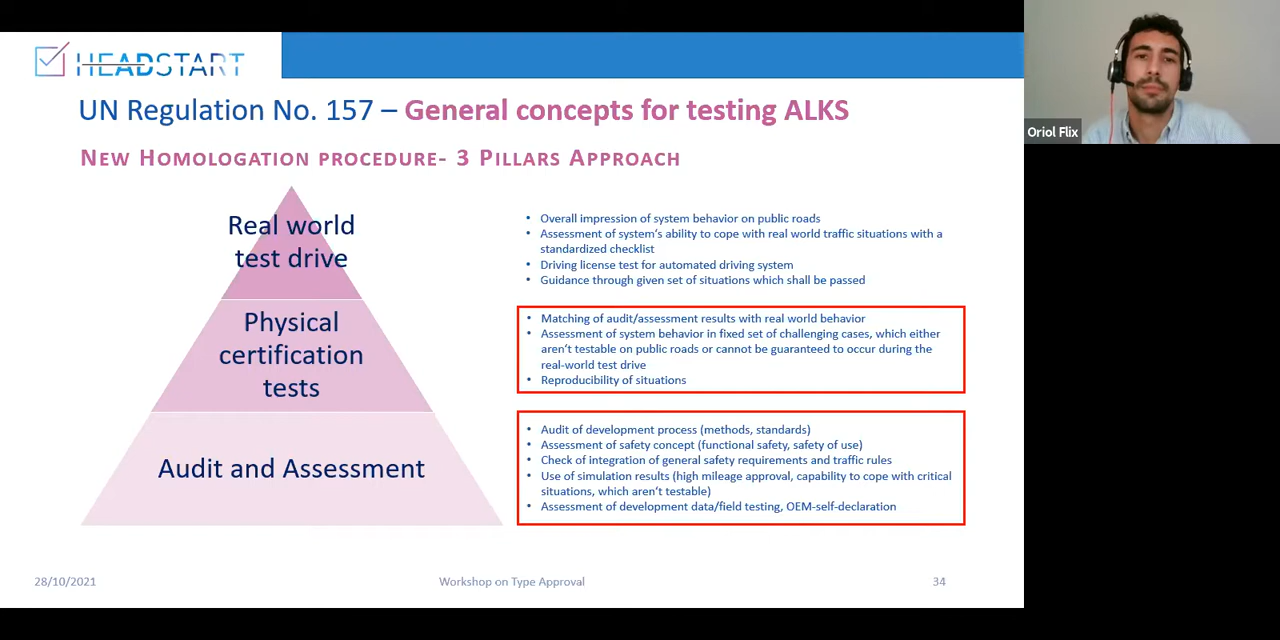 HEADSTART
Oriol Flix
UN Regulation No. 157 – General concepts for testing ALKS
NEW HOMOLOGATION PROCEDURE- 3 PILLARS APPROACH
Real world
test drive
• Overall impression of system behavior on public roads
• Assessment of system‘s ability to cope with real world traffic situations with a
standardized checklist
• Driving license test for automated driving system
• Guidance through given set of situations which shall be passed
Physical
certification
tests
• Matching of audit/assessment results with real world behavior
• Assessment of system behavior in fixed set of challenging cases, which either
aren‘t testable on public roads or cannot be guaranteed to occur during the
real-world test drive
• Reproducibility of situations
Audit and Assessment
• Audit of development process (methods, standards)
• Assessment of safety concept (functional safety, safety of use)
• Check of integration of general safety requirements and traffic rules
• Use of simulation results (high mileage approval, capability to cope with critical
situations, which aren‘t testable)
• Assessment of development data/field testing, OEM-self-declaration
28/10/2021
Workshop on Type Approval
34